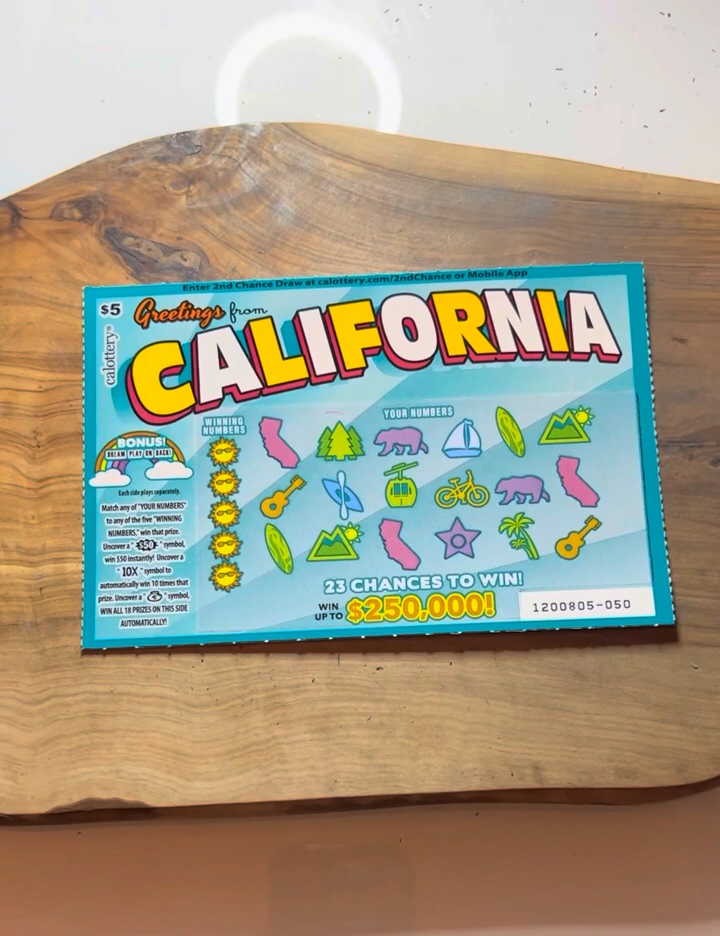 Enter 2nd Chance Draw at calottery.com/2ndChance or Mobile App
$5
calottery®
Greetings from
CALIFORNIA
BONUS!
DREAM PLAY ON BACK!
Each side plays separately.
Match any of "YOUR NUMBERS"
to any of the five "WINNING
NUMBERS," win that prize.
Uncover a "$50" symbol,
win $50 instantly! Uncover a
"10X" symbol to
automatically win 10 times that
prize. Uncover a " " symbol,
WIN ALL 18 PRIZES ON THIS SIDE
AUTOMATICALLY!
WINNING
NUMBERS
YOUR NUMBERS
23 CHANCES TO WIN!
WIN
UP TO $250,000!
1200805-050